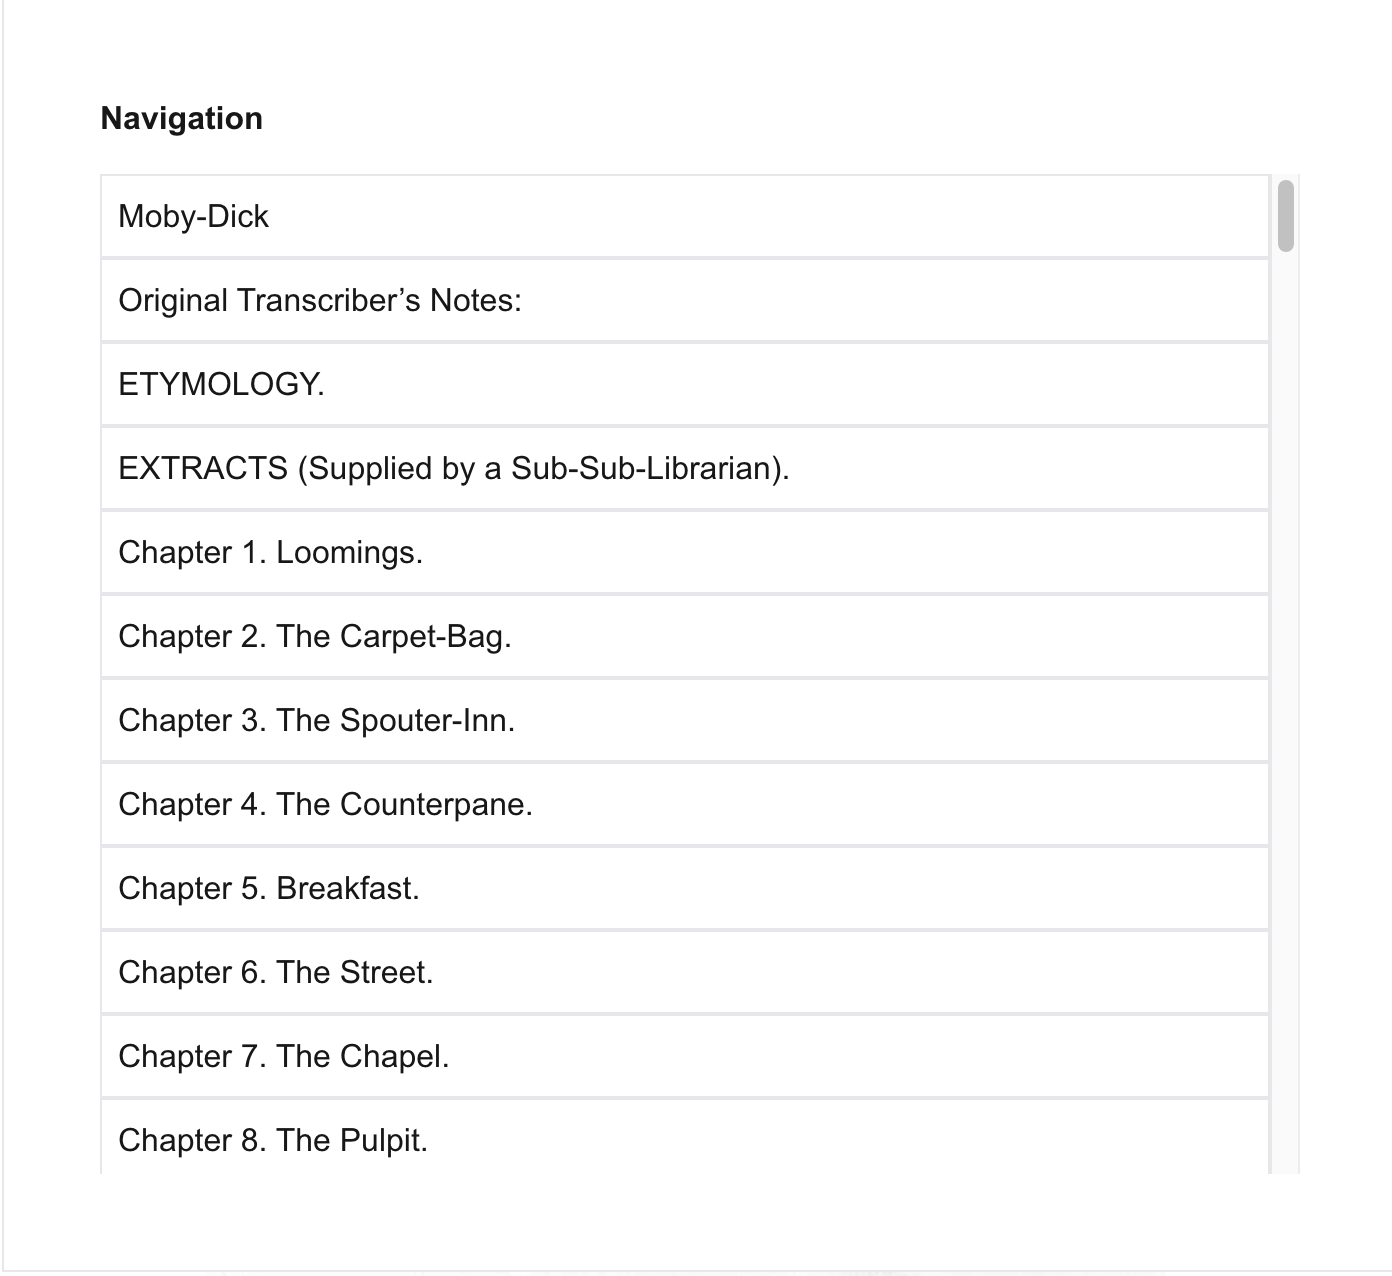 Navigation
Moby-Dick
Original Transcriber’s Notes:
ETYMOLOGY.
EXTRACTS (Supplied by a Sub-Sub-Librarian).
Chapter 1. Loomings.
Chapter 2. The Carpet-Bag.
Chapter 3. The Spouter-Inn.
Chapter 4. The Counterpane.
Chapter 5. Breakfast.
Chapter 6. The Street.
Chapter 7. The Chapel.
Chapter 8. The Pulpit.